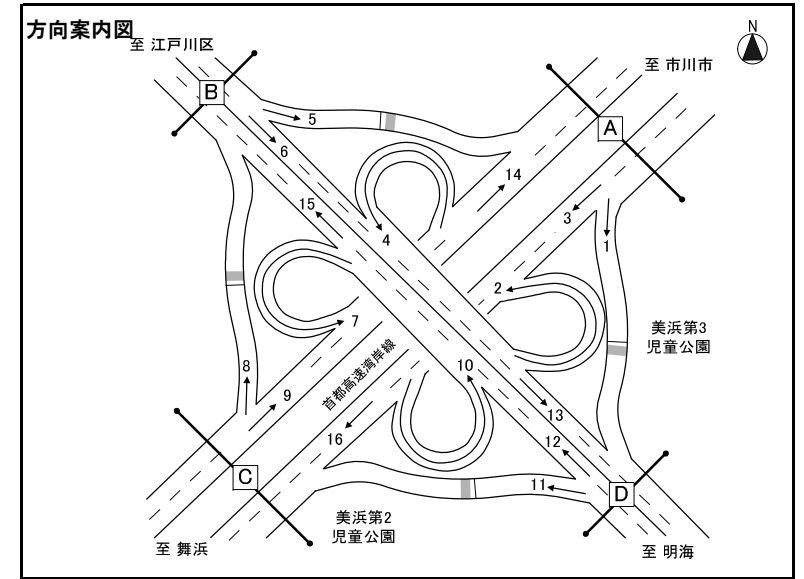 方向案内図
至 江戸川区
N
至 市川市
B
A
5
6
14
15
3
4
1
2
7
美浜第3
児童公園
首都高速湾岸線
8
10
9
13
16
12
C
11
D
美浜第2
児童公園
至 舞浜
至 明海